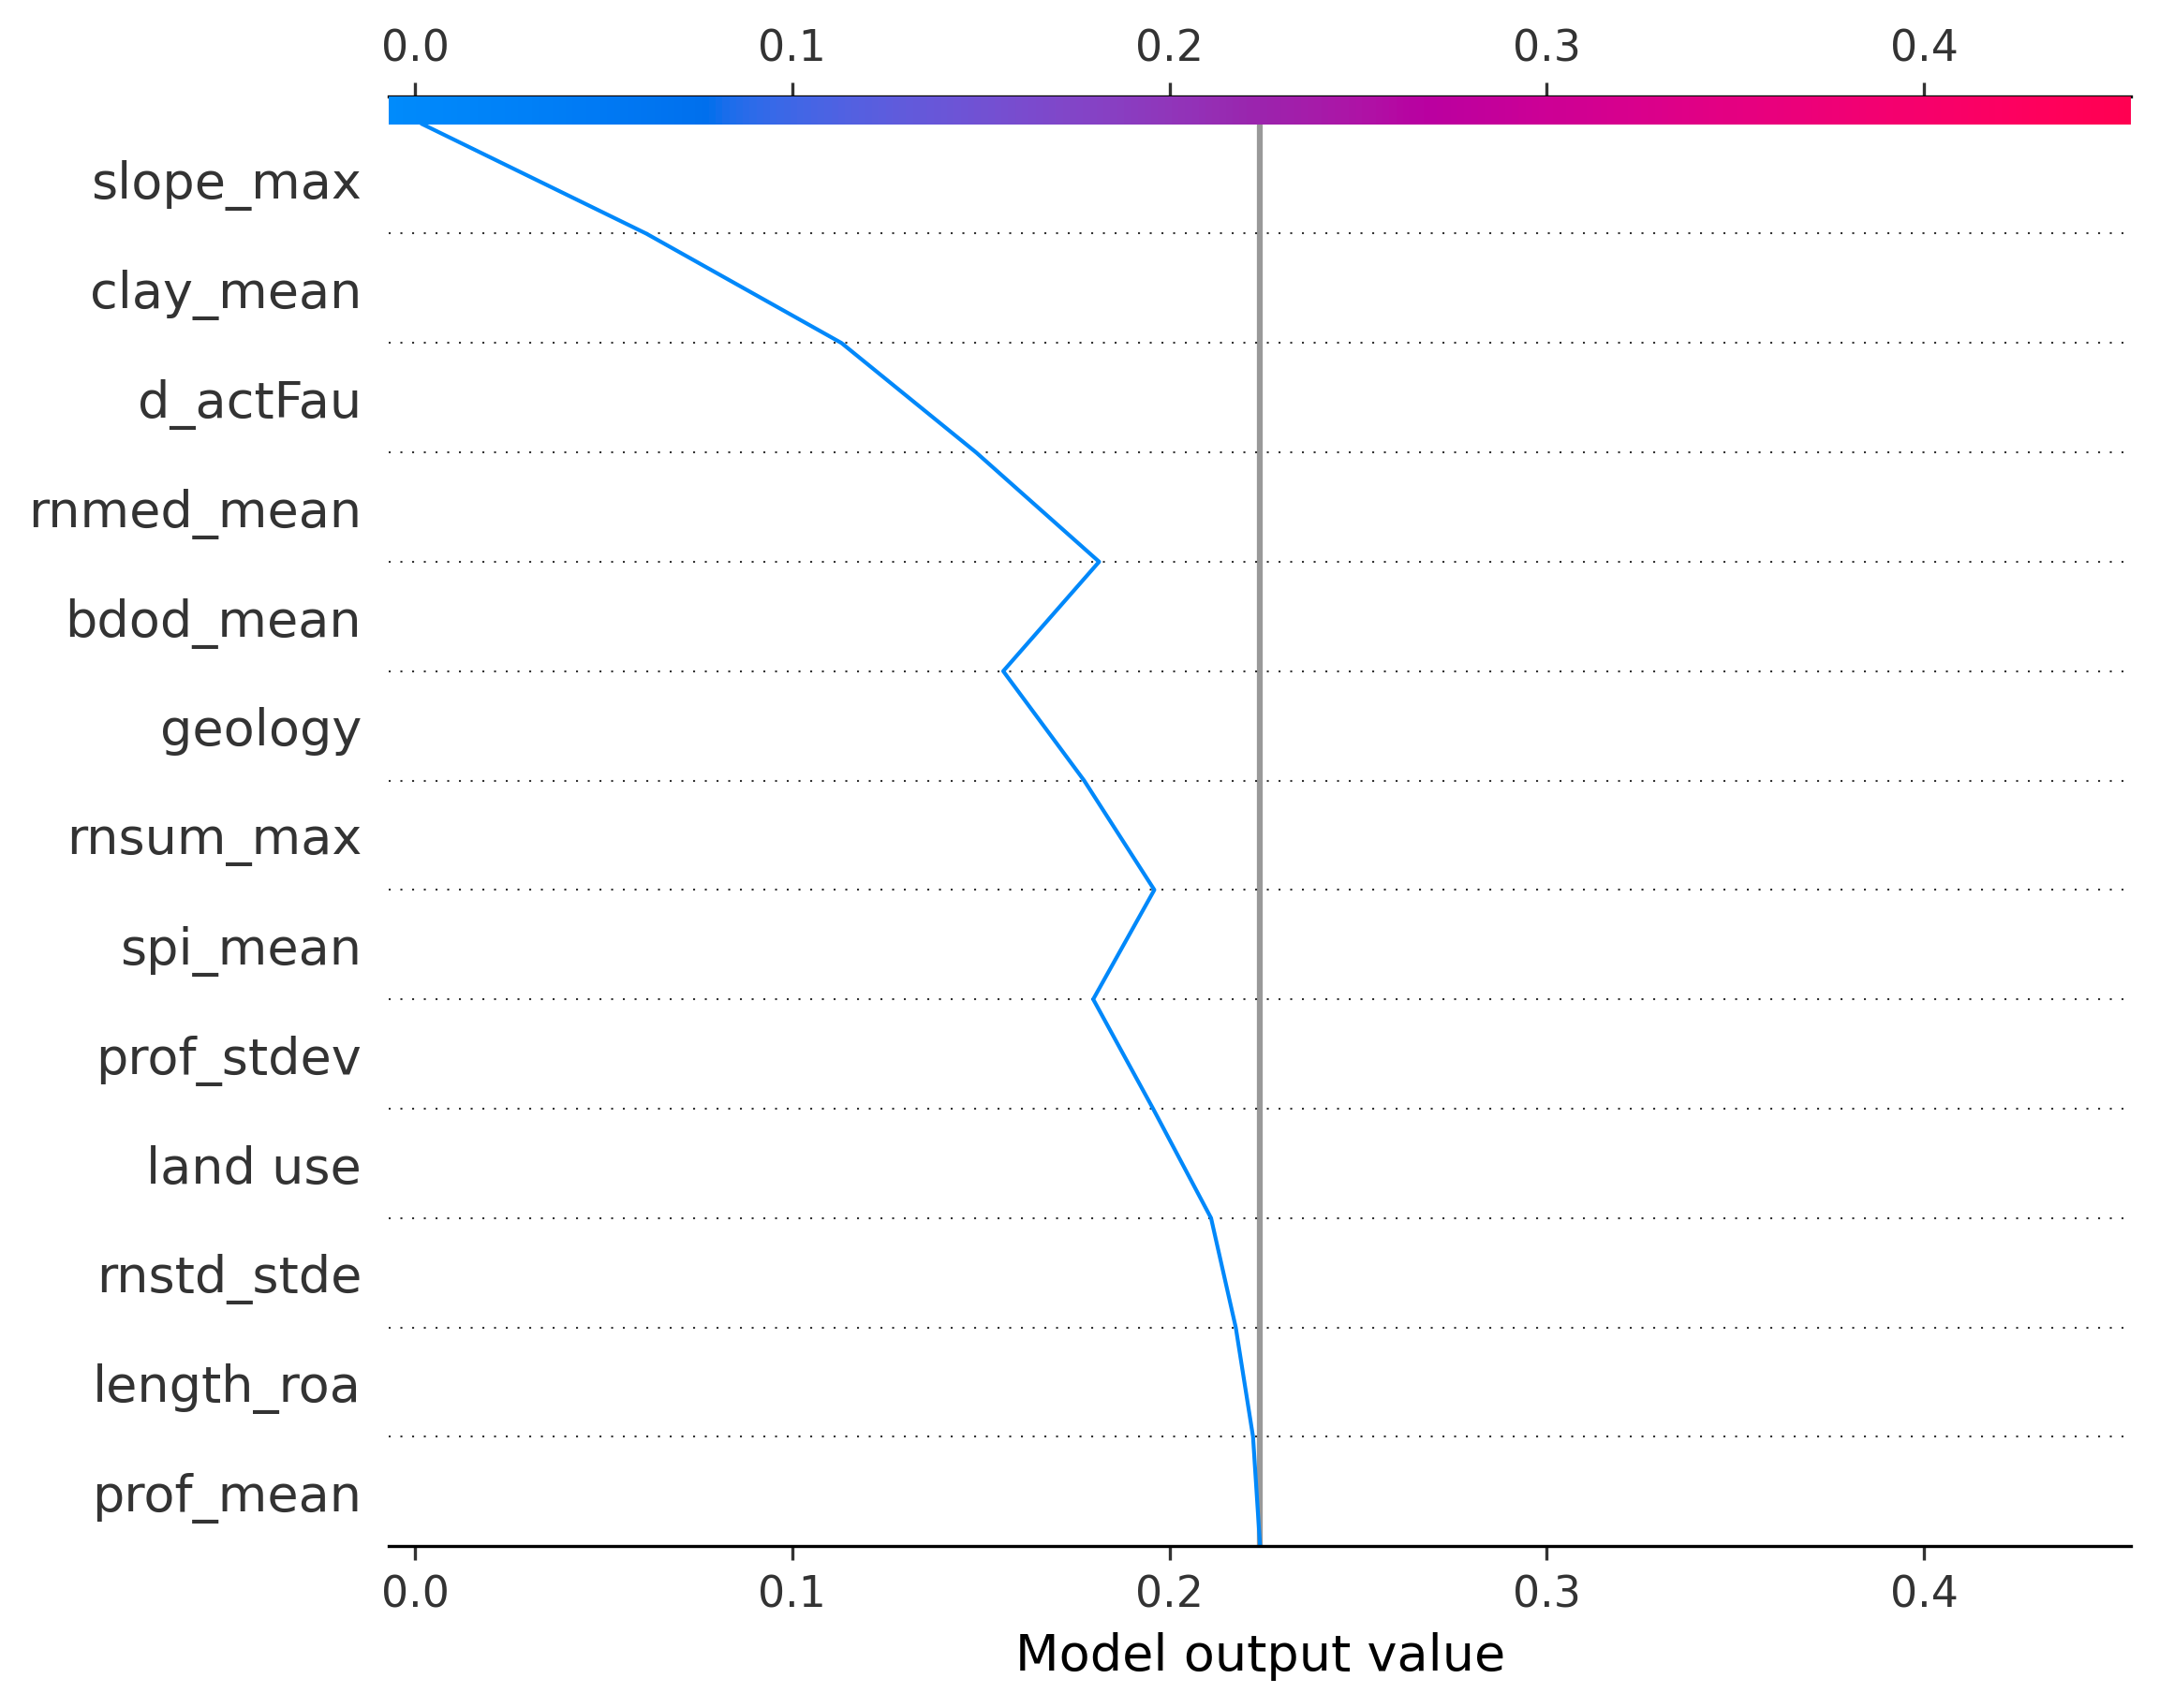 0.0 0.1 0.2 0.3 0.4
slope_max
clay_mean
d_actFau
rnmed_mean
bdod_mean
geology
rnsum_max
spi_mean
prof_stdev
land use
rnstd_stde
length_roa
prof_mean
0.0 0.1 0.2 0.3 0.4
Model output value